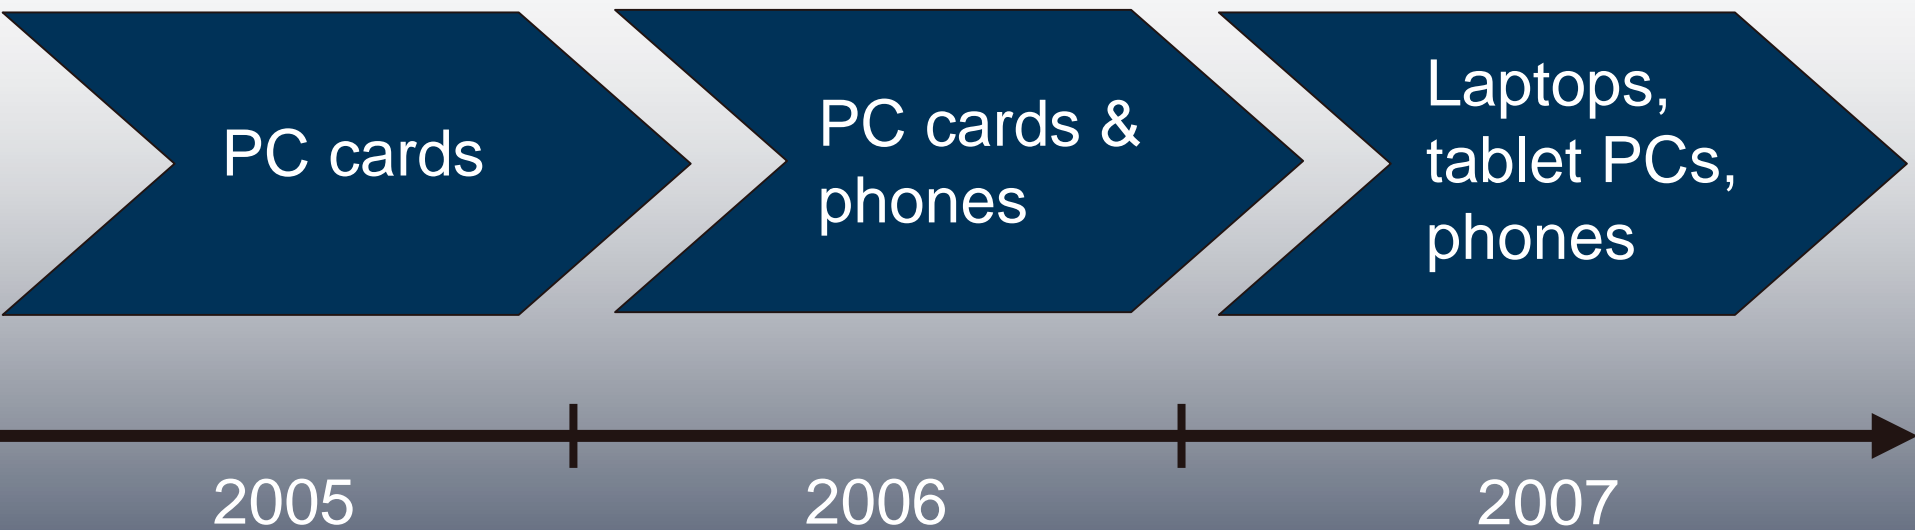 PC cards
PC cards &
phones
Laptops,
tablet PCs,
phones
2005
2006
2007